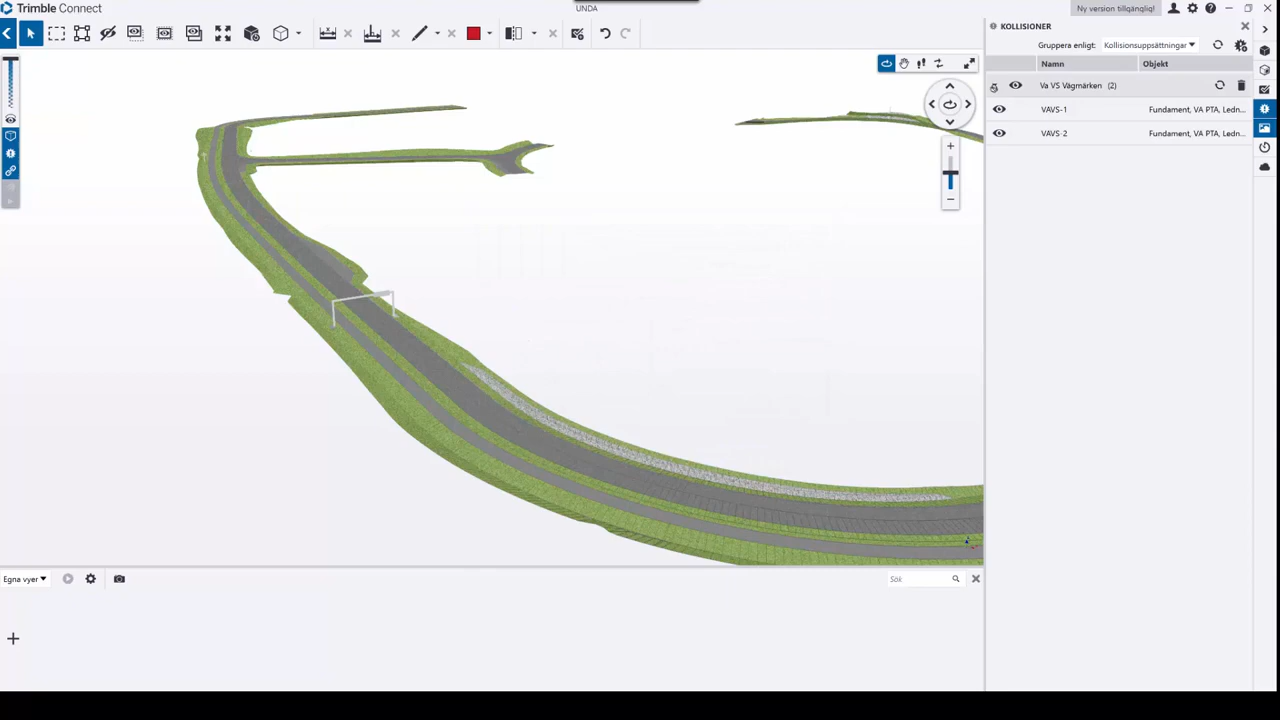 Trimble Connect
UNDA
Ny version tillgänglig!
KOLLISIONER
Gruppera enligt: Kollisionsuppsättningar
Namn Objekt
Va VS Vägmärken (2)
VAVS-1 Fundament, VA PTA, Ledn...
VAVS-2 Fundament, VA PTA, Ledn...
Egna vyer
Sök